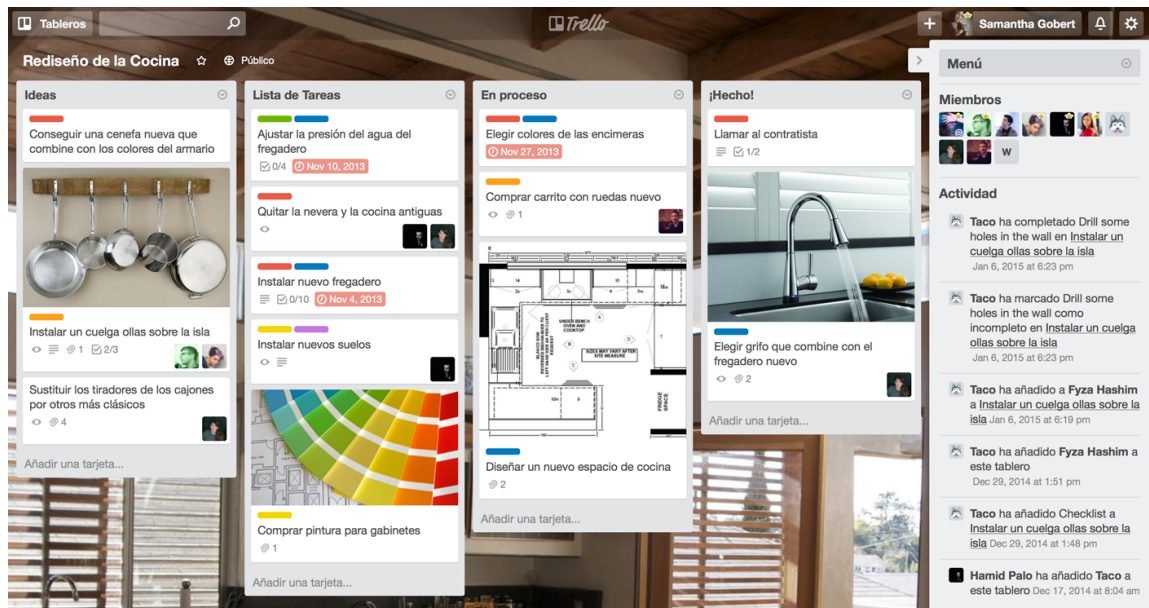 Tableros
Trello
Samantha Gobert
Rediseño de la Cocina
Público
Ideas
Conseguir una cenefa nueva que
combine con los colores del armario
Instalar un cuelga ollas sobre la isla
1
2/3
Sustituir los tiradores de los cajones
por otros más clásicos
4
Añadir una tarjeta...
Lista de Tareas
Ajustar la presión del agua del
fregadero
0/4
Nov 10, 2013
Quitar la nevera y la cocina antiguas
Instalar nuevo fregadero
0/10
Nov 4, 2013
Instalar nuevos suelos
Comprar pintura para gabinetes
1
Añadir una tarjeta...
En proceso
Elegir colores de las encimeras
Nov 27, 2013
Comprar carrito con ruedas nuevo
1
UNDER BENCH
OVEN AND
COOKTOP
SIZES MAY VARY AFTER
SITE MEASURE
FRIDGE
SPACE
Diseñar un nuevo espacio de cocina
2
Añadir una tarjeta...
¡Hecho!
Llamar al contratista
1/2
Elegir grifo que combine con el
fregadero nuevo
2
Añadir una tarjeta...
Menú
Miembros
W
Actividad
Taco ha completado Drill some
holes in the wall en Instalar un
cuelga ollas sobre la isla
Jan 6, 2015 at 6:23 pm
Taco ha marcado Drill some
holes in the wall como
incompleto en Instalar un cuelga
ollas sobre la isla
Jan 6, 2015 at 6:23 pm
Taco ha añadido a Fyza Hashim
a Instalar un cuelga ollas sobre la
isla Jan 6, 2015 at 6:19 pm
Taco ha añadido Fyza Hashim a
este tablero
Dec 29, 2014 at 1:51 pm
Taco ha añadido Checklist a
Instalar un cuelga ollas sobre la
isla Dec 29, 2014 at 1:48 pm
Hamid Palo ha añadido Taco a
este tablero Dec 17, 2014 at 8:04 am